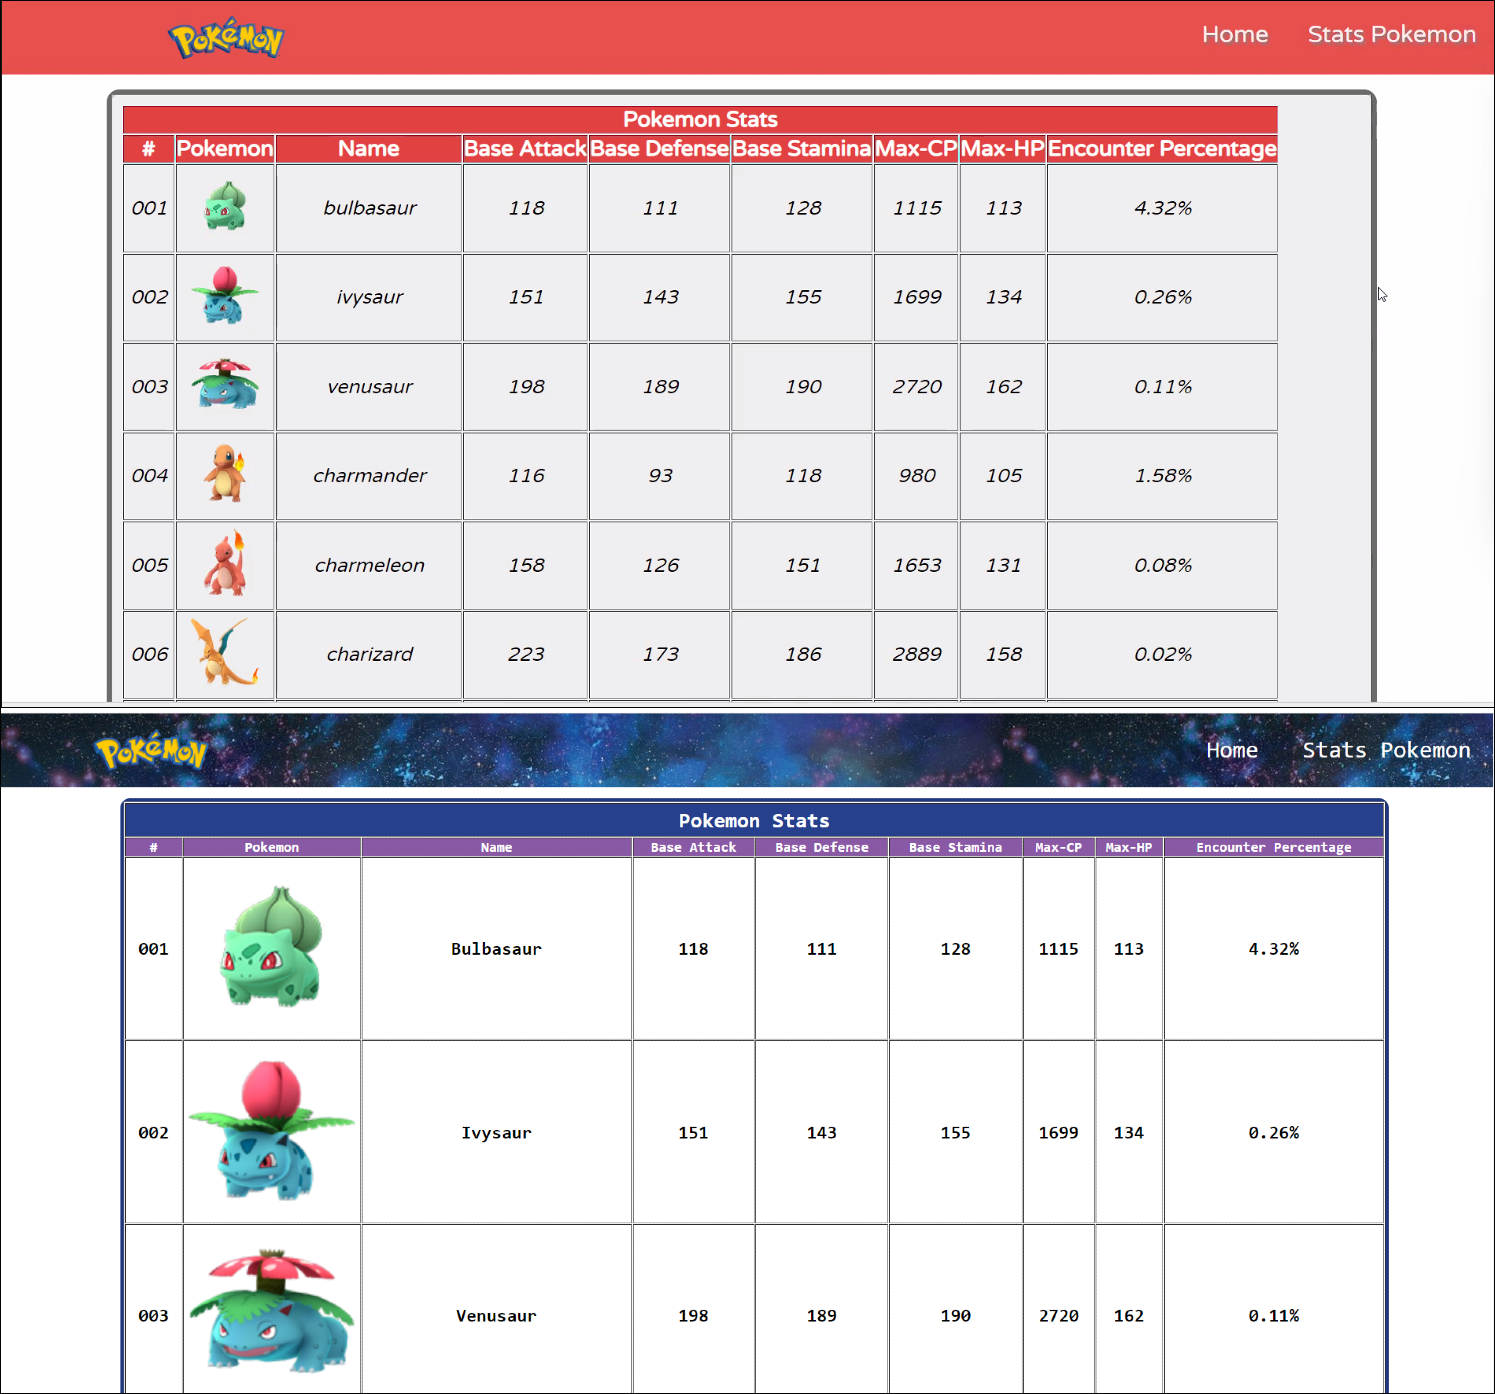 POKéMON Home Stats Pokemon
Pokemon Stats
# Pokemon Name Base Attack Base Defense Base Stamina Max-CP Max-HP Encounter Percentage
001 bulbasaur 118 111 128 1115 113 4.32%
002 ivysaur 151 143 155 1699 134 0.26%
003 venusaur 198 189 190 2720 162 0.11%
004 charmander 116 93 118 980 105 1.58%
005 charmeleon 158 126 151 1653 131 0.08%
006 charizard 223 173 186 2889 158 0.02%
POKéMON Home Stats Pokemon
Pokemon Stats
# Pokemon Name Base Attack Base Defense Base Stamina Max-CP Max-HP Encounter Percentage
001 Bulbasaur 118 111 128 1115 113 4.32%
002 Ivysaur 151 143 155 1699 134 0.26%
003 Venusaur 198 189 190 2720 162 0.11%